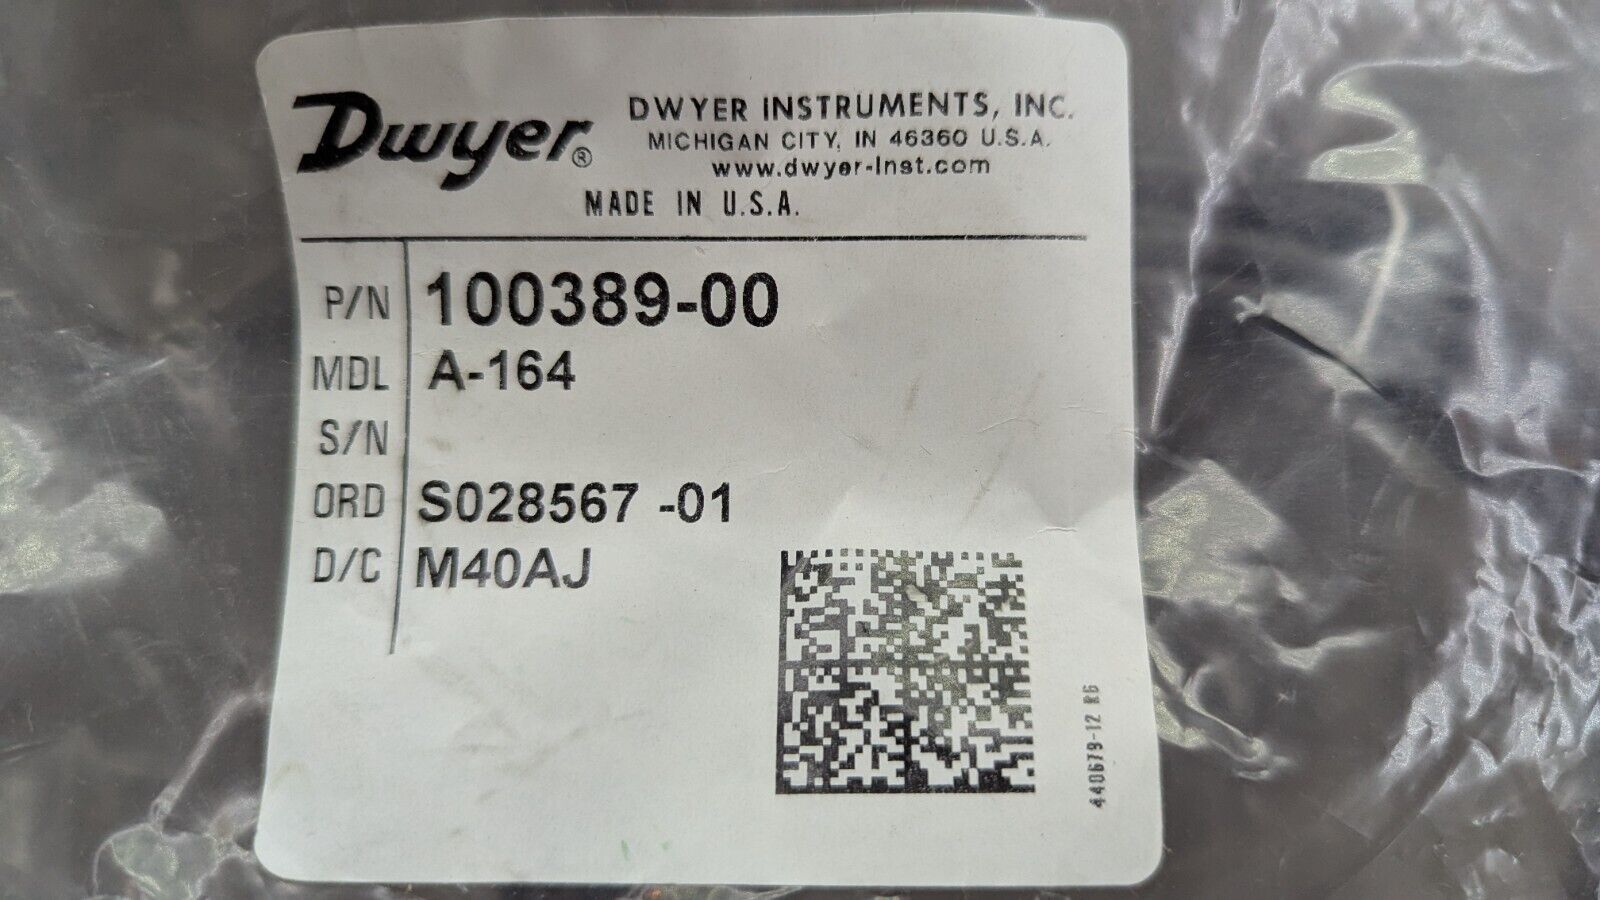 Dwyer®
DWYER INSTRUMENTS, INC.
MICHIGAN CITY, IN 46360 U.S.A.
www.dwyer-inst.com
MADE IN U.S.A.
P/N 100389-00
MDL A-164
S/N
ORD S028567 -01
D/C M40AJ
440679-12 R6